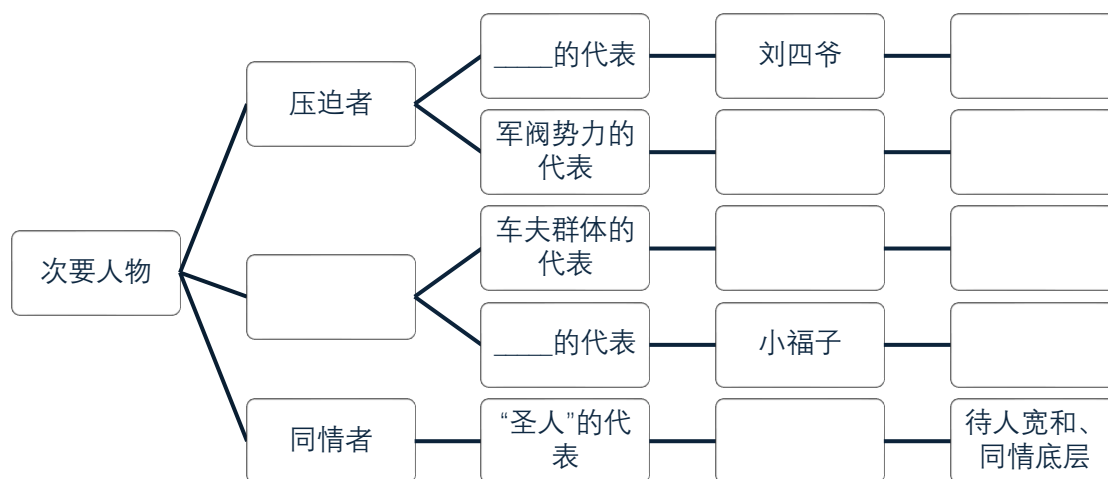 _____的代表
刘四爷
压迫者
军阀势力的
代表
车夫群体的
代表
次要人物
_____的代表
小福子
同情者
“圣人”的代
表
待人宽和、
同情底层